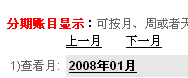 分期账目显示：可按月、周或者
上一月 下一月
1)查看月: 2008年01月